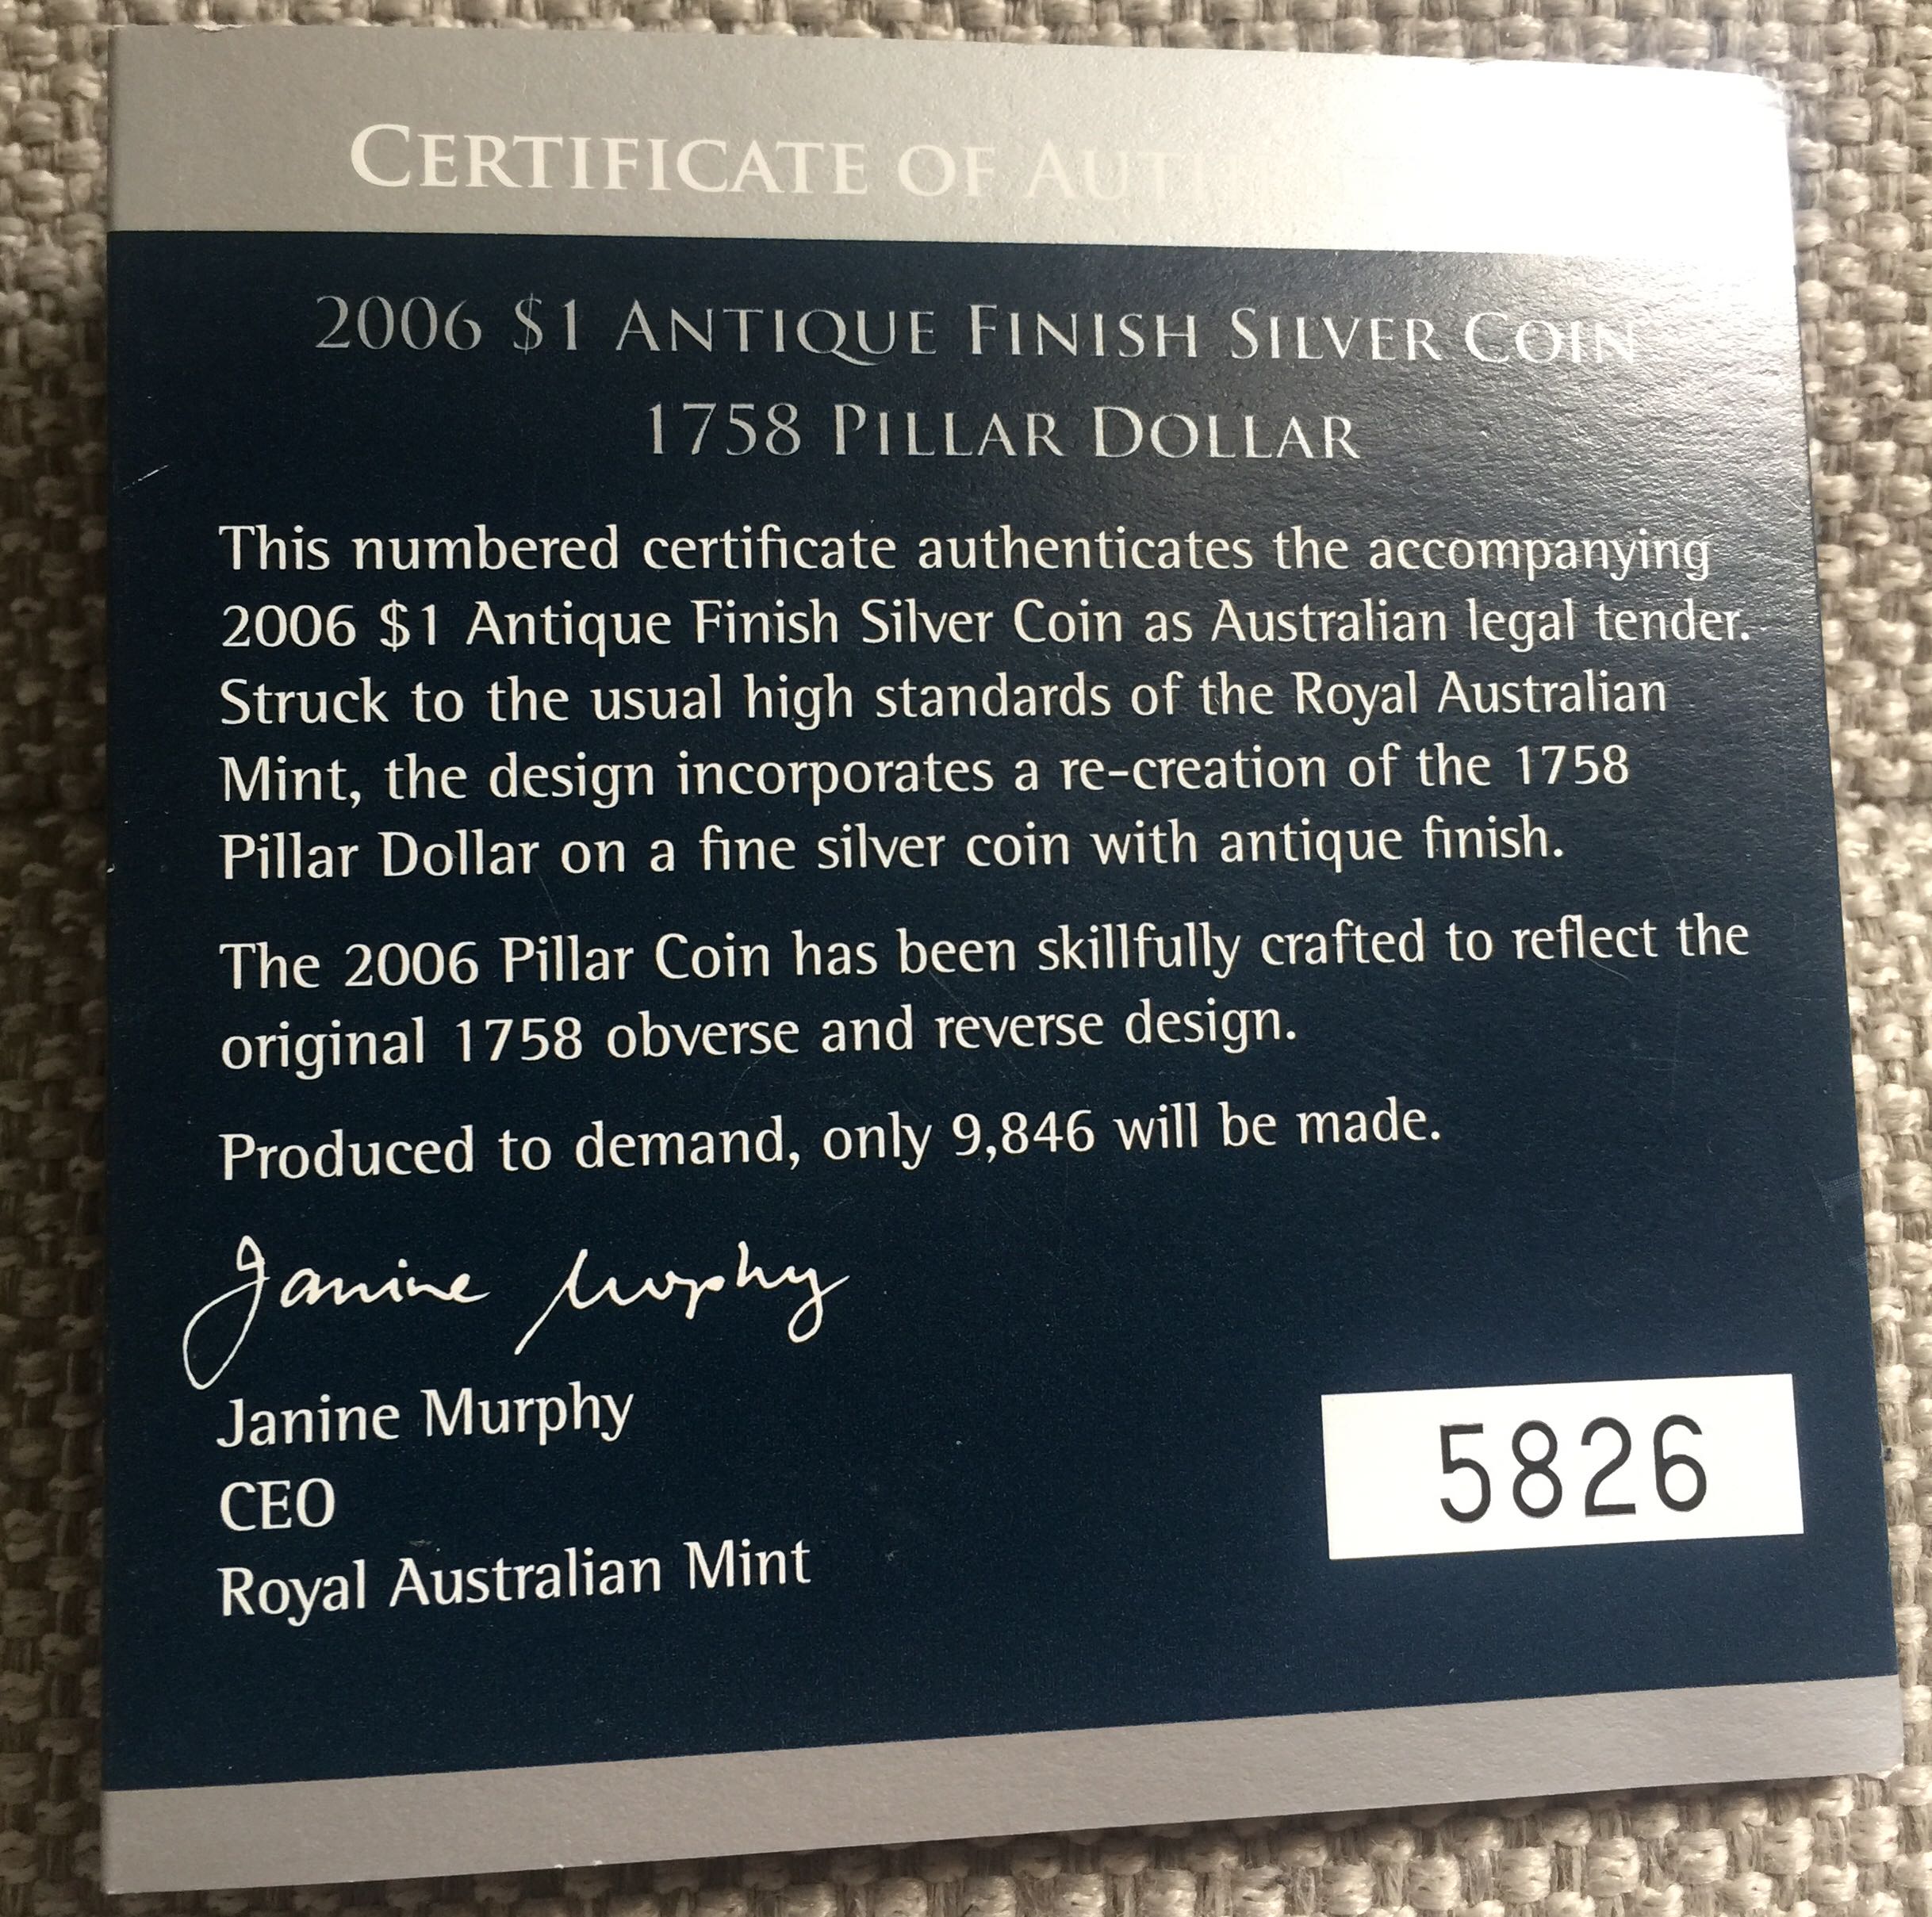 CERTIFICATE OF
2006 $1 ANTIQUE FINISH SILVER COIN
1758 PILLAR DOLLAR
This numbered certificate authenticates the accompanying
2006 $1 Antique Finish Silver Coin as Australian legal tender.
Struck to the usual high standards of the Royal Australian
Mint, the design incorporates a re-creation of the 1758
Pillar Dollar on a fine silver coin with antique finish.
The 2006 Pillar Coin has been skillfully crafted to reflect the
original 1758 obverse and reverse design.
Produced to demand, only 9,846 will be made.
Janine Murphy
Janine Murphy
CEO
Royal Australian Mint
5826